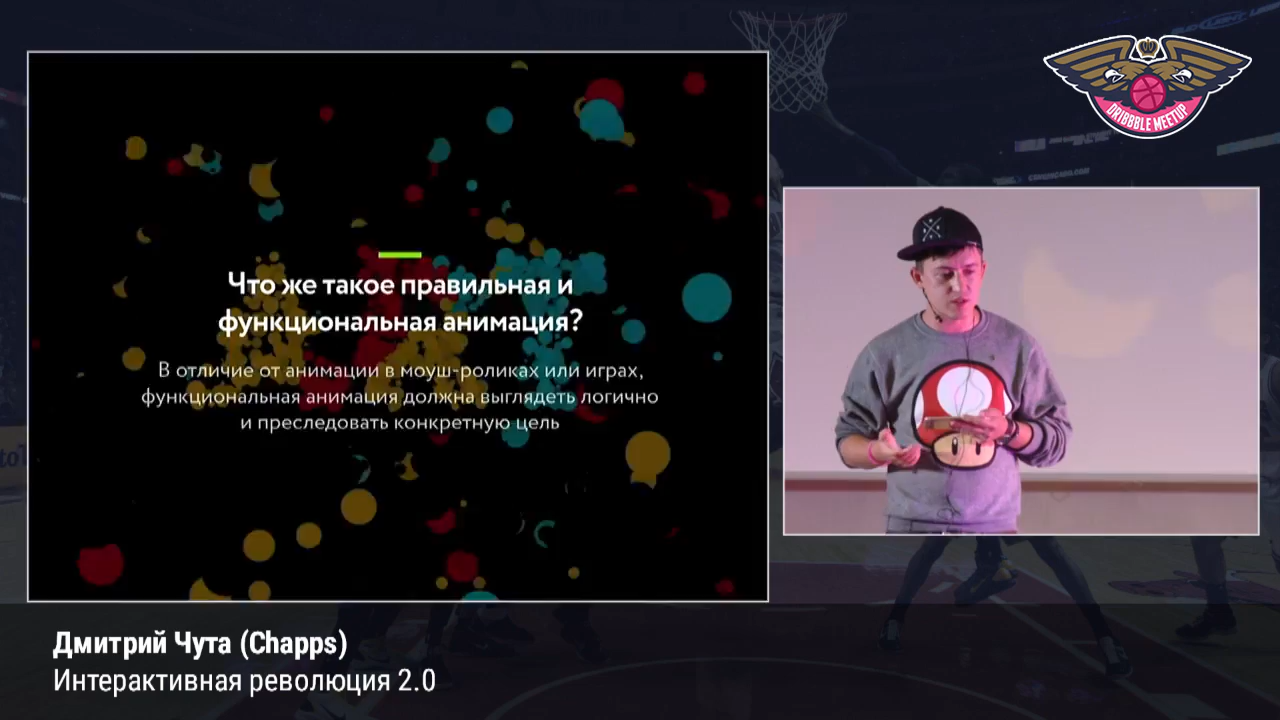 DRIBBBLE MEETUP
Что же такое правильная и
функциональная анимация?
В отличие от анимации в моуш-роликах или играх,
функциональная анимация должна выглядеть логично
и преследовать конкретную цель
Дмитрий Чута (Chapps)
Интерактивная революция 2.0